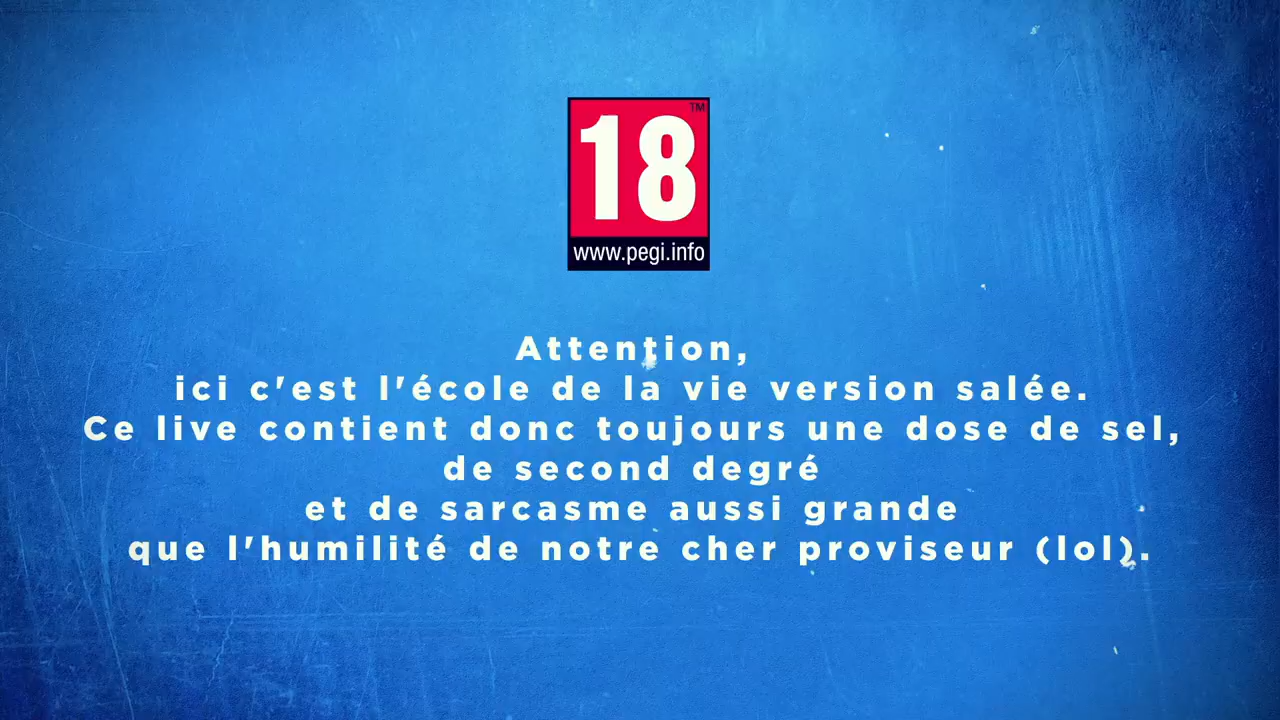 TM
18
www.pegi.info
Attention,
ici c'est l'école de la vie version salée.
Ce live contient donc toujours une dose de sel,
de second degré
et de sarcasme aussi grande
que l'humilité de notre cher proviseur (lol).